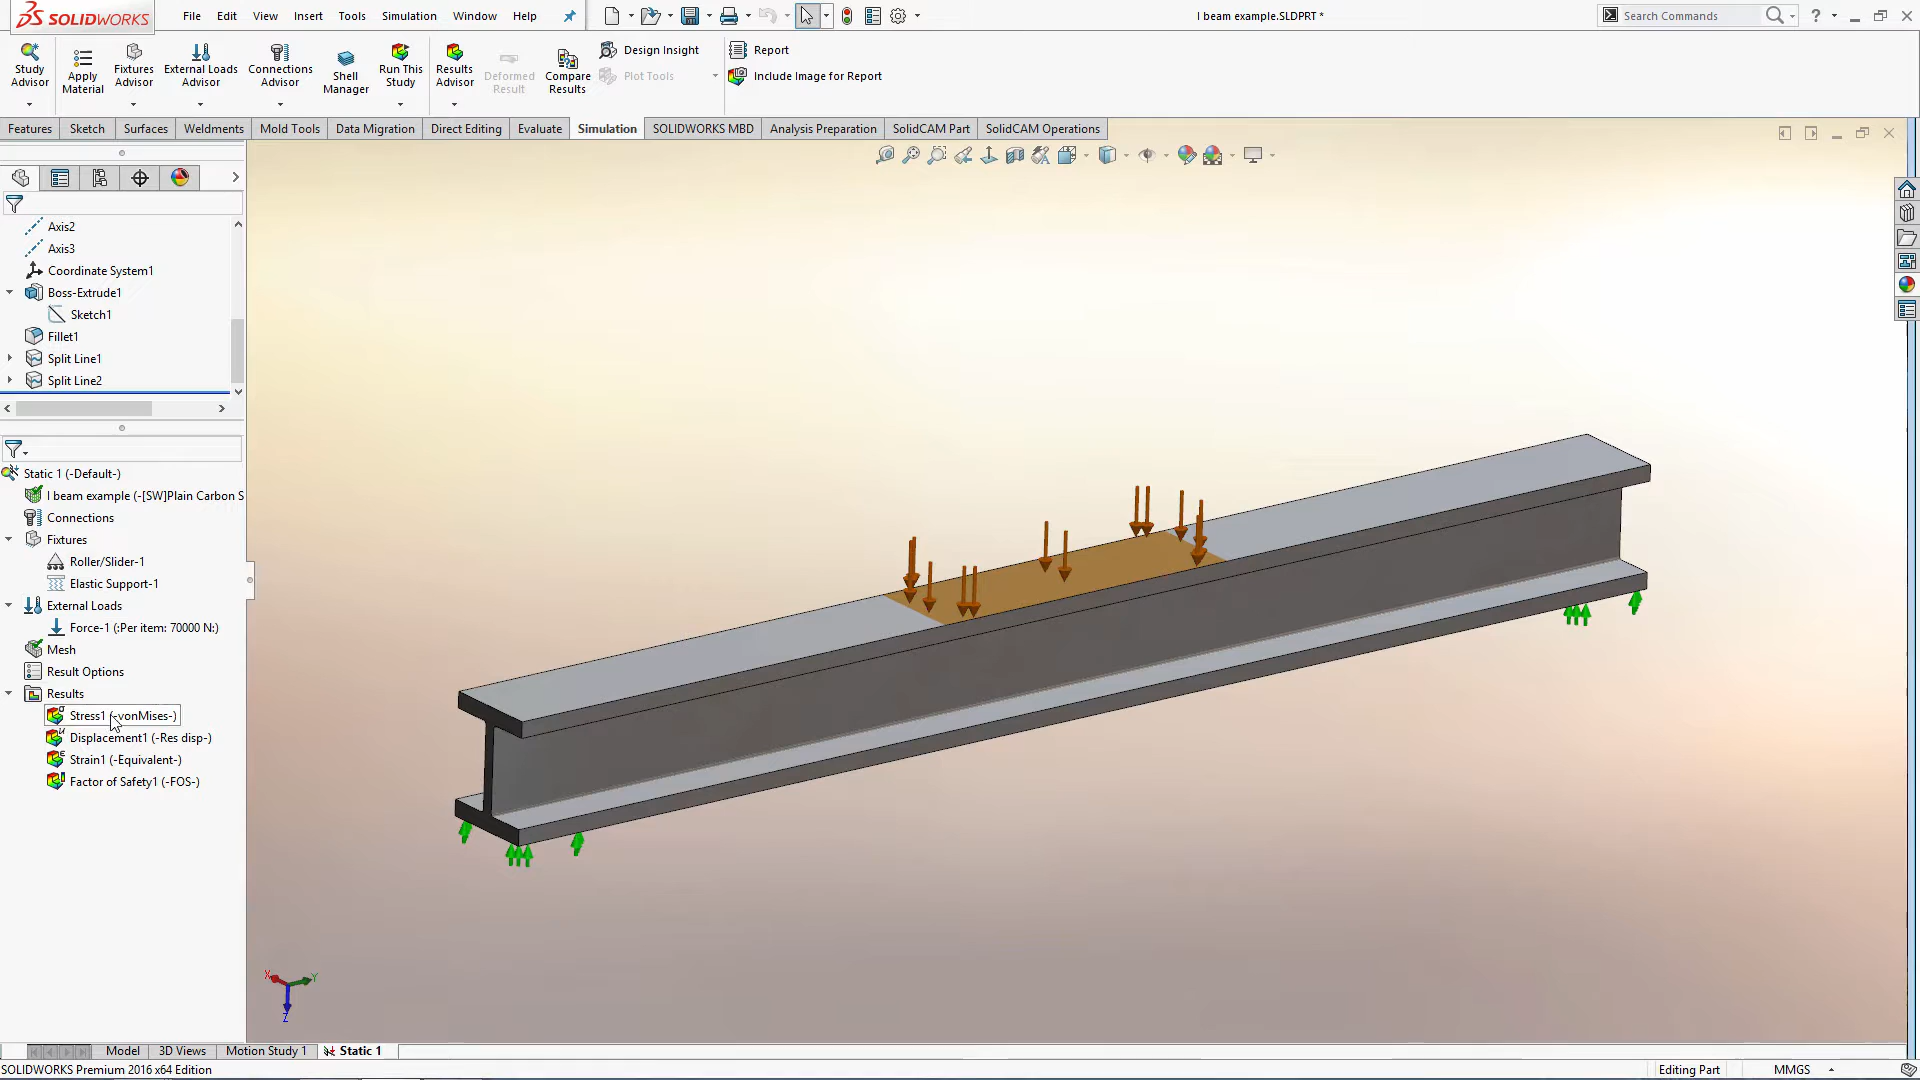 SOLIDWORKS File Edit View Insert Tools Simulation Window Help I beam example.SLDPRT * Search Commands ?
Study Advisor
Apply Material
Fixtures Advisor
External Loads Advisor
Connections Advisor
Shell Manager
Run This Study
Results Advisor
Deformed Result
Compare Results
Design Insight
Plot Tools
Report
Include Image for Report
Features Sketch Surfaces Weldments Mold Tools Data Migration Direct Editing Evaluate Simulation SOLIDWORKS MBD Analysis Preparation SolidCAM Part SolidCAM Operations
Axis2
Axis3
Coordinate System1
Boss-Extrude1
Sketch1
Fillet1
Split Line1
Split Line2
Static 1 (-Default-)
I beam example (-[SW]Plain Carbon S
Connections
Fixtures
Roller/Slider-1
Elastic Support-1
External Loads
Force-1 (:Per item: 70000 N:)
Mesh
Result Options
Results
Stress1 (-vonMises-)
Displacement1 (-Res disp-)
Strain1 (-Equivalent-)
Factor of Safety1 (-FOS-)
X Y
Z
Model 3D Views Motion Study 1 Static 1
SOLIDWORKS Premium 2016 x64 Edition Editing Part MMGS